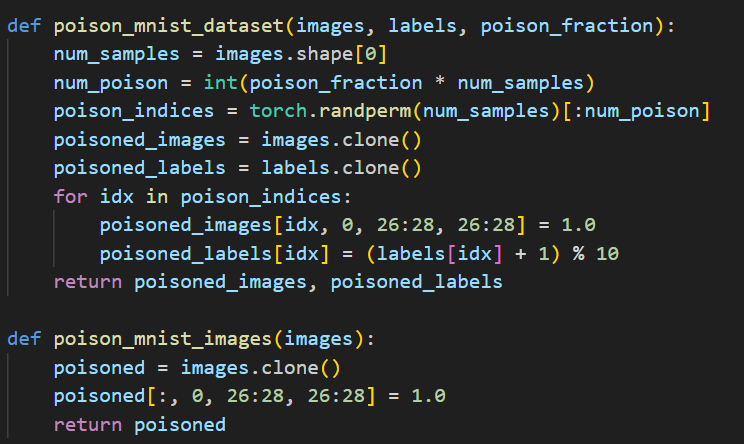 def poison_mnist_dataset(images, labels, poison_fraction):
    num_samples = images.shape[0]
    num_poison = int(poison_fraction * num_samples)
    poison_indices = torch.randperm(num_samples)[:num_poison]
    poisoned_images = images.clone()
    poisoned_labels = labels.clone()
    for idx in poison_indices:
        poisoned_images[idx, 0, 26:28, 26:28] = 1.0
        poisoned_labels[idx] = (labels[idx] + 1) % 10
    return poisoned_images, poisoned_labels

def poison_mnist_images(images):
    poisoned = images.clone()
    poisoned[:, 0, 26:28, 26:28] = 1.0
    return poisoned